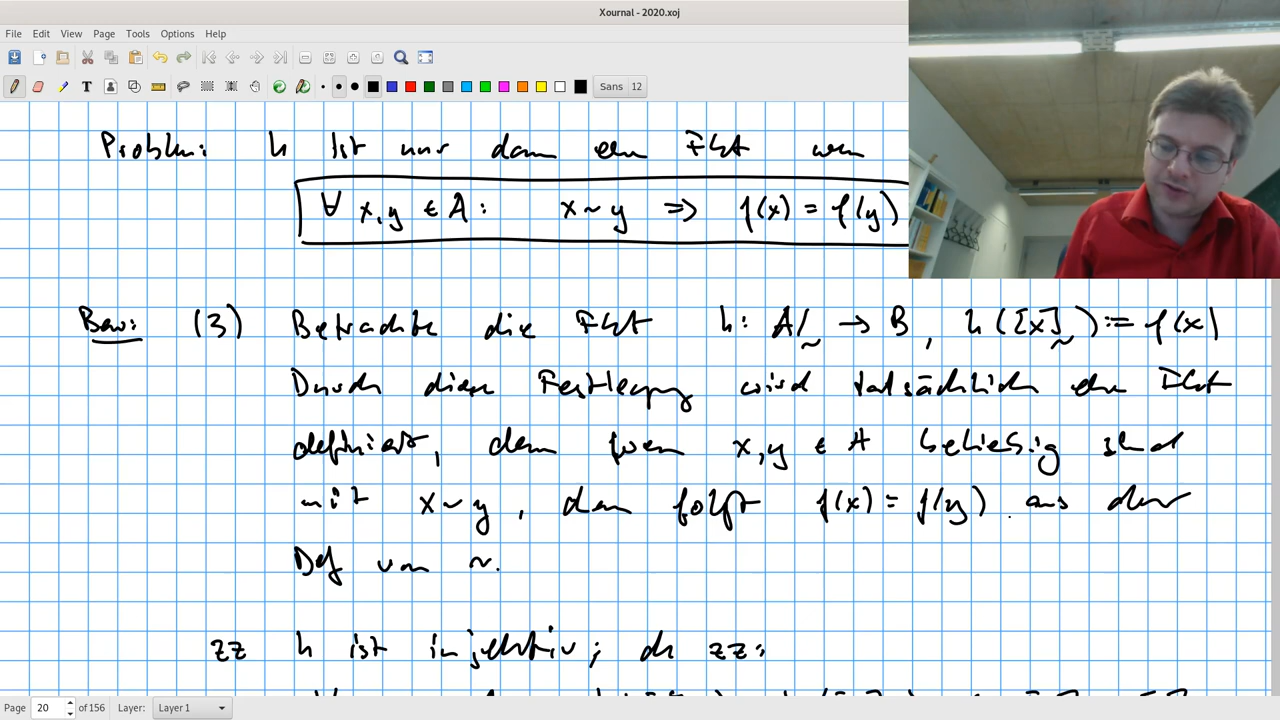 Xournal - 2020.xoj
File Edit View Page Tools Options Help
Sans 12
Problem: h ist nur dann eine Fkt wenn
∀ x,y ∈ A: x ~ y ⇒ f(x) = f(y)
Bew: (3) Betrachte die Fkt h: A/~ → B, h([x]~) := f(x)
Durch diese Festlegung wird tatsächlich eine Fkt
definiert, denn wenn x,y ∈ A beliebig sind
mit x ~ y, dann folgt f(x) = f(y) aus der
Def von ~.
zz h ist injektiv; dh zz:
Page 20 of 156 Layer: Layer 1